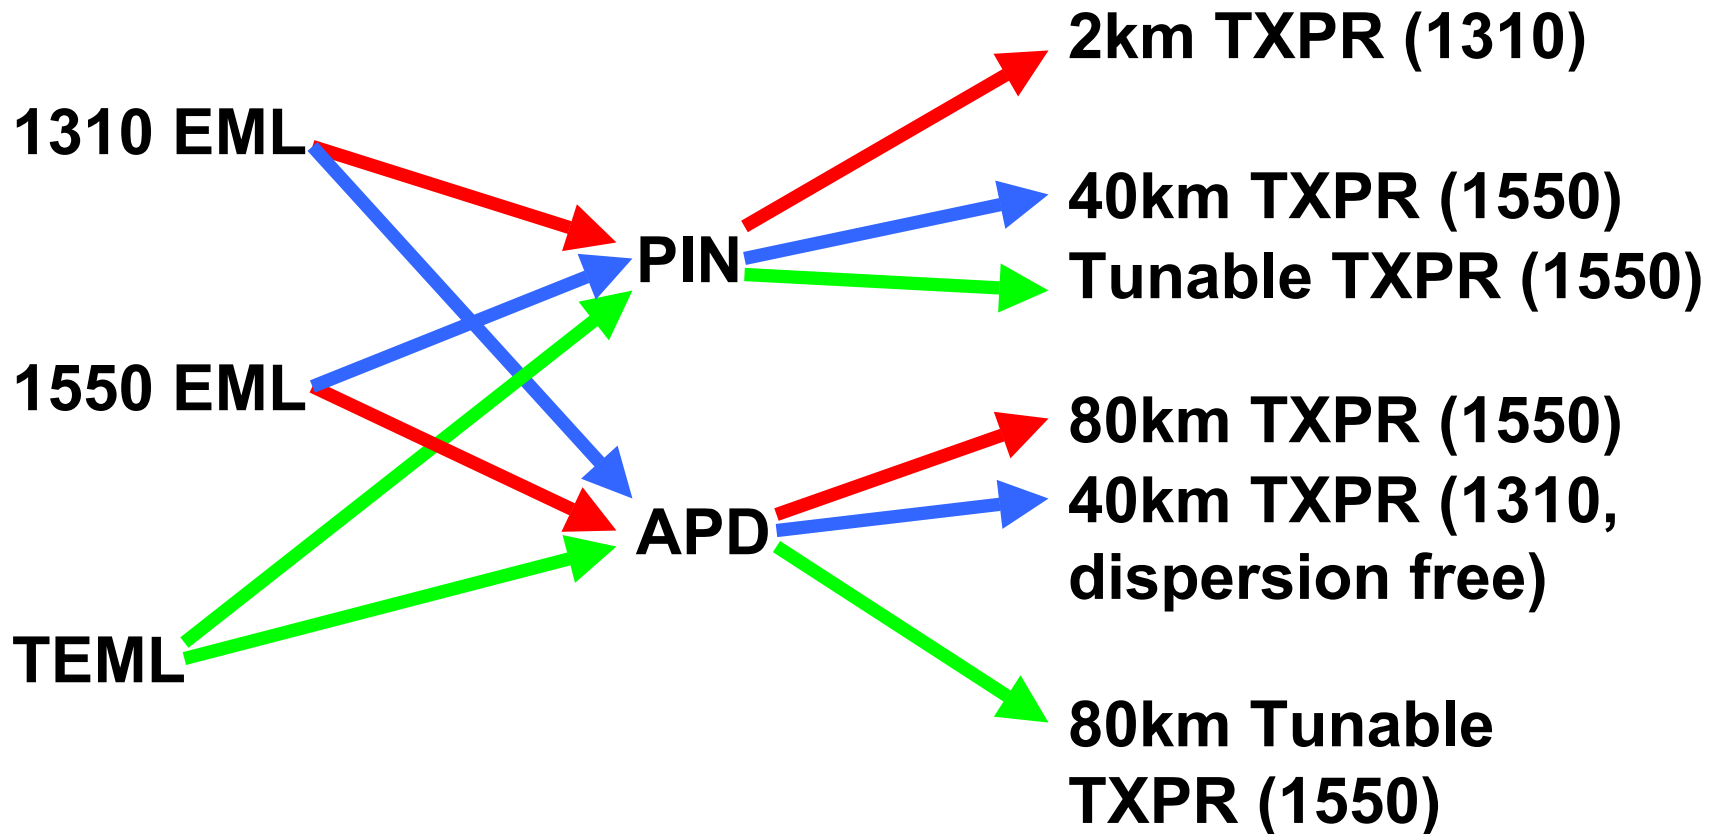 1310 EML
1550 EML
TEML
PIN
APD
2km TXPR (1310)
40km TXPR (1550)
Tunable TXPR (1550)
80km TXPR (1550)
40km TXPR (1310,
dispersion free)
80km Tunable
TXPR (1550)